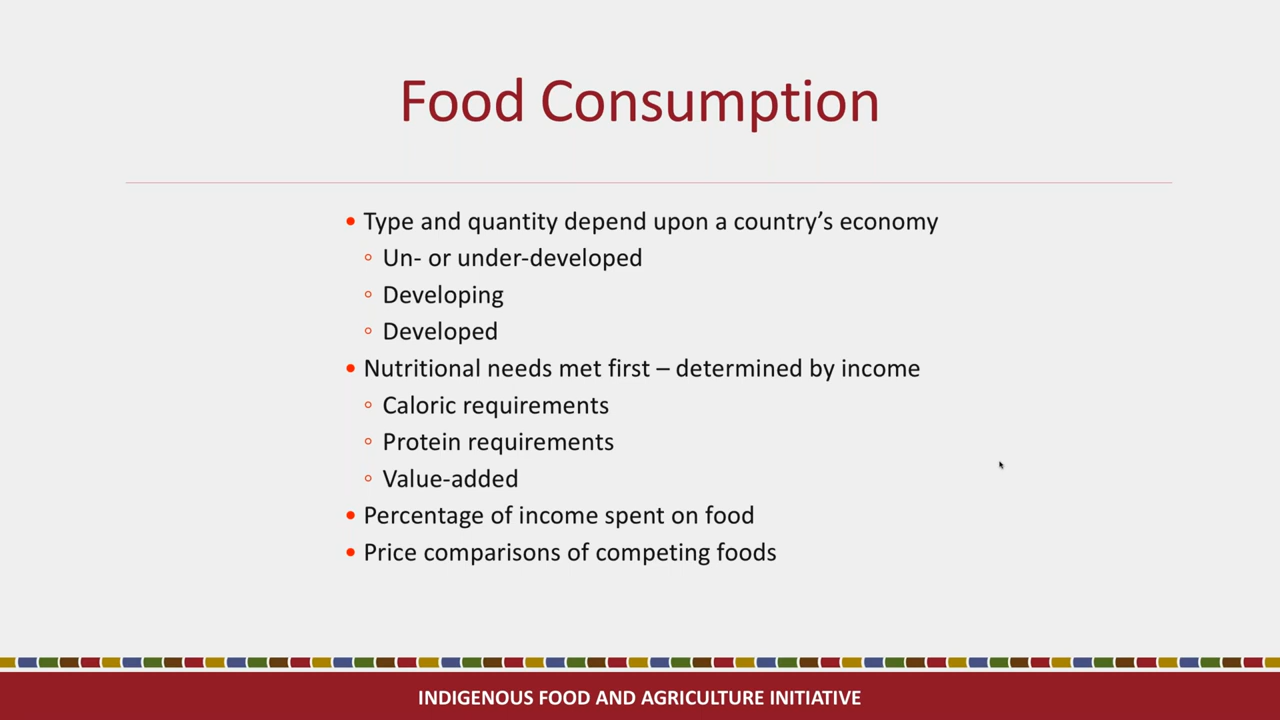 Food Consumption
• Type and quantity depend upon a country’s economy
◦ Un- or under-developed
◦ Developing
◦ Developed
• Nutritional needs met first – determined by income
◦ Caloric requirements
◦ Protein requirements
◦ Value-added
• Percentage of income spent on food
• Price comparisons of competing foods
INDIGENOUS FOOD AND AGRICULTURE INITIATIVE